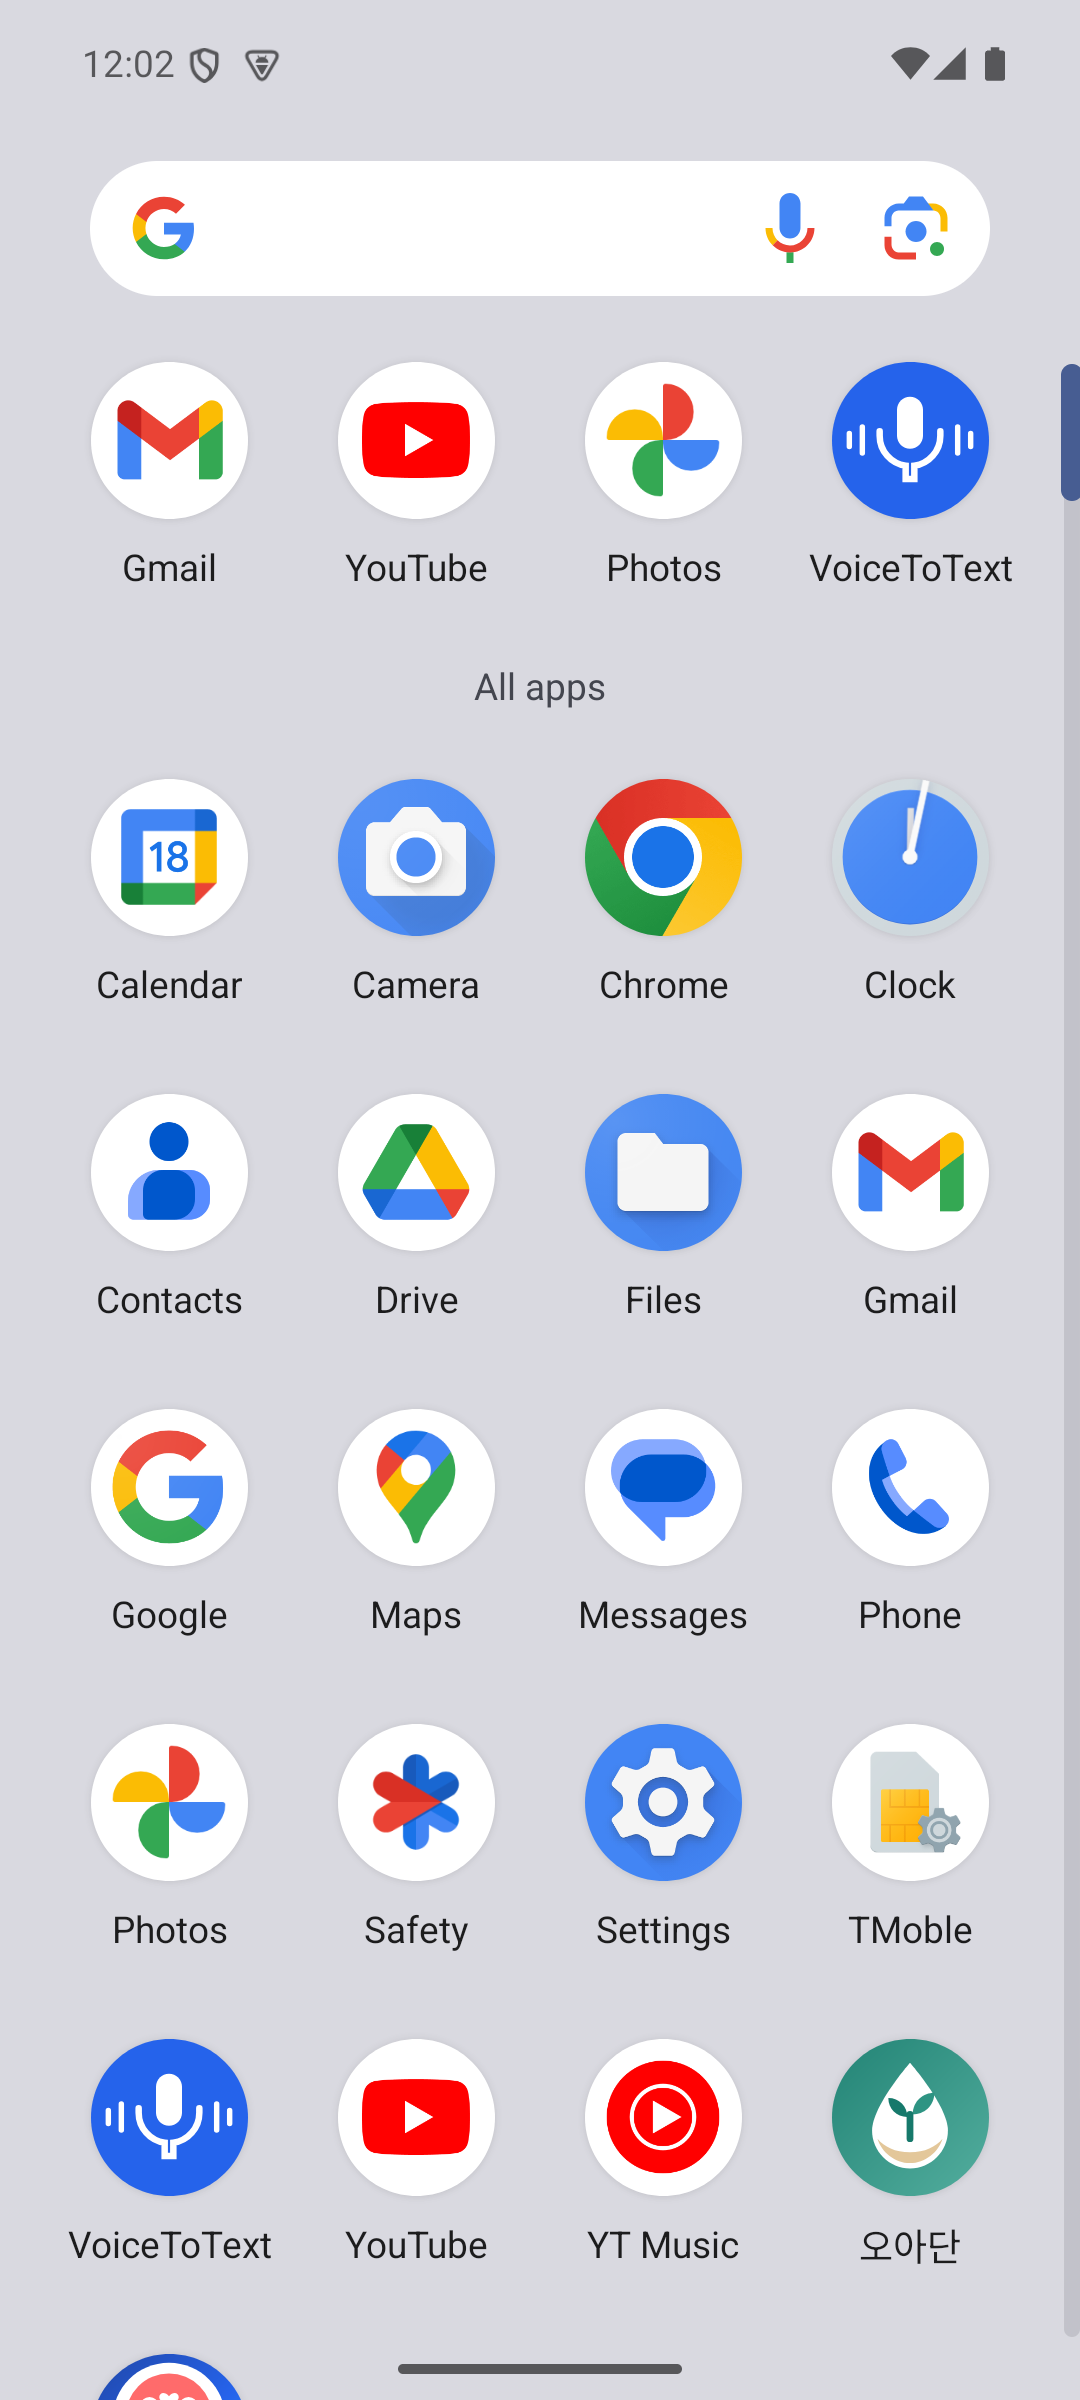 12:02
Gmail YouTube Photos VoiceToText
All apps
18
Calendar Camera Chrome Clock
Contacts Drive Files Gmail
Google Maps Messages Phone
Photos Safety Settings TMoble
VoiceToText YouTube YT Music 오아단